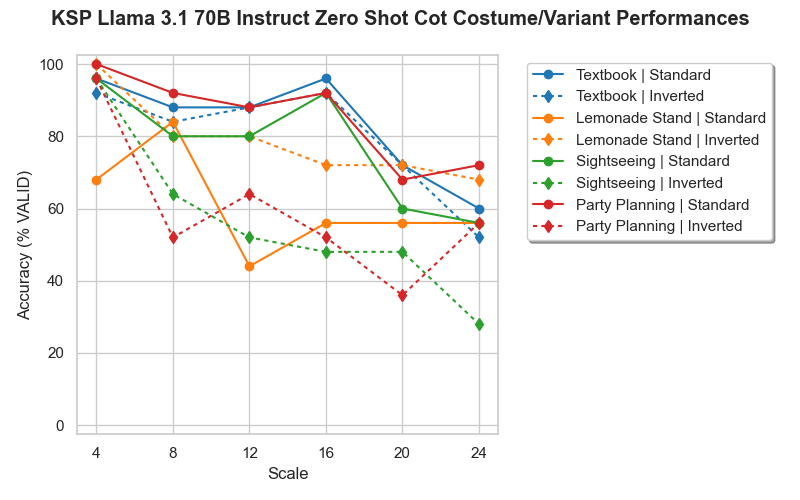 KSP Llama 3.1 70B Instruct Zero Shot Cot Costume/Variant Performances
100
80
60
40
20
0
Accuracy (% VALID)
4 8 12 16 20 24
Scale
Textbook | Standard
Textbook | Inverted
Lemonade Stand | Standard
Lemonade Stand | Inverted
Sightseeing | Standard
Sightseeing | Inverted
Party Planning | Standard
Party Planning | Inverted